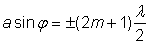 a sin φ = ±(2m + 1) λ/2